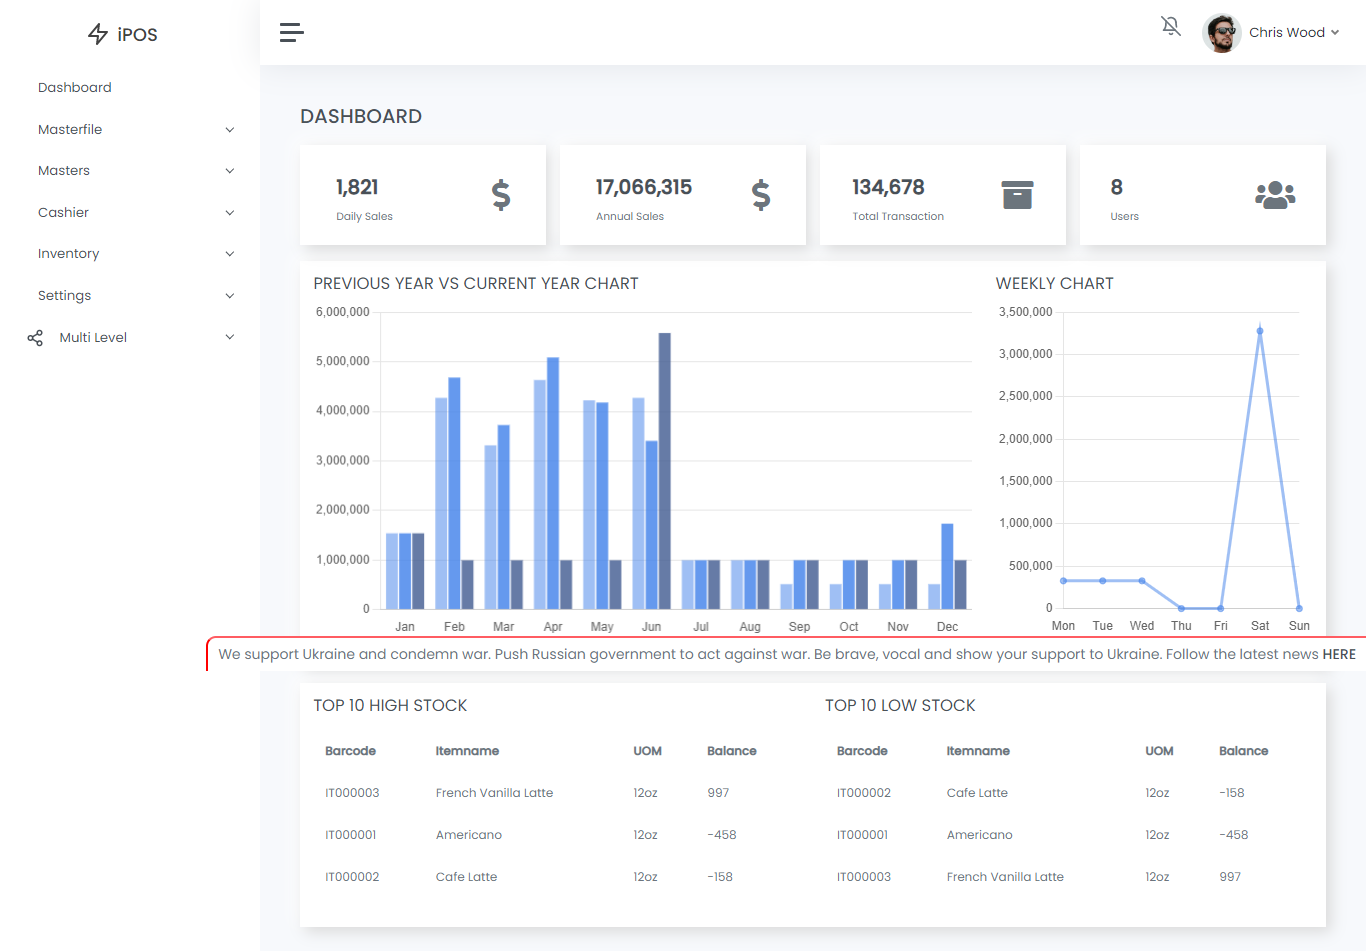 iPOS
Chris Wood
Dashboard
Masterfile
Masters
Cashier
Inventory
Settings
Multi Level
DASHBOARD
1,821
Daily Sales
17,066,315
Annual Sales
134,678
Total Transaction
8
Users
PREVIOUS YEAR VS CURRENT YEAR CHART
6,000,000
5,000,000
4,000,000
3,000,000
2,000,000
1,000,000
0
Jan Feb Mar Apr May Jun Jul Aug Sep Oct Nov Dec
WEEKLY CHART
3,500,000
3,000,000
2,500,000
2,000,000
1,500,000
1,000,000
500,000
0
Mon Tue Wed Thu Fri Sat Sun
We support Ukraine and condemn war. Push Russian government to act against war. Be brave, vocal and show your support to Ukraine. Follow the latest news HERE
TOP 10 HIGH STOCK
Barcode Itemname UOM Balance
IT000003 French Vanilla Latte 12oz 997
IT000001 Americano 12oz -458
IT000002 Cafe Latte 12oz -158
TOP 10 LOW STOCK
Barcode Itemname UOM Balance
IT000002 Cafe Latte 12oz -158
IT000001 Americano 12oz -458
IT000003 French Vanilla Latte 12oz 997